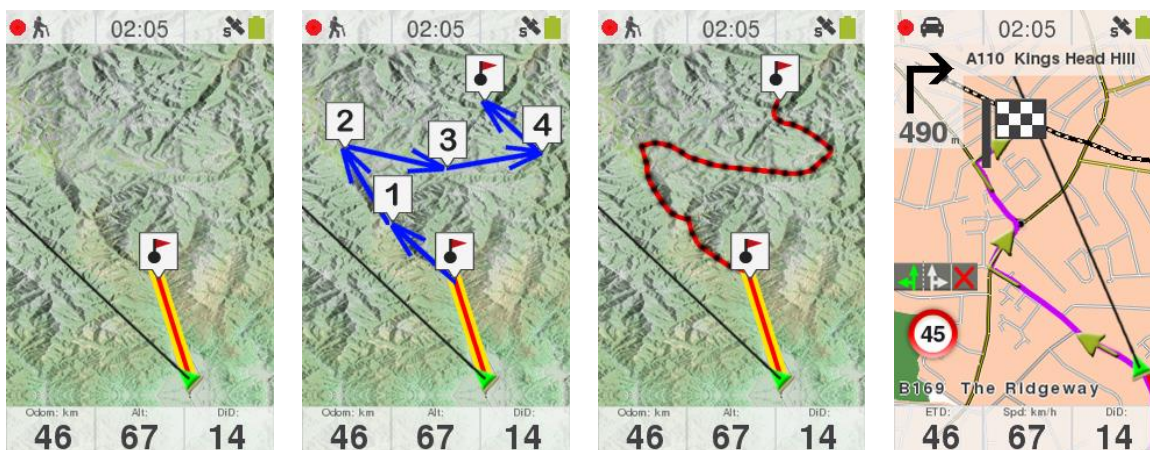 02:05 S
Odom: km Alt: DiD:
46 67 14
02:05 S
4
2
3
1
Odom: km Alt: DiD:
46 67 14
02:05 S
Odom: km Alt: DiD:
46 67 14
02:05 S
A110 Kings Head Hill
490 m
45
B169 The Ridgeway
ETD: Spd: km/h DiD:
46 67 14